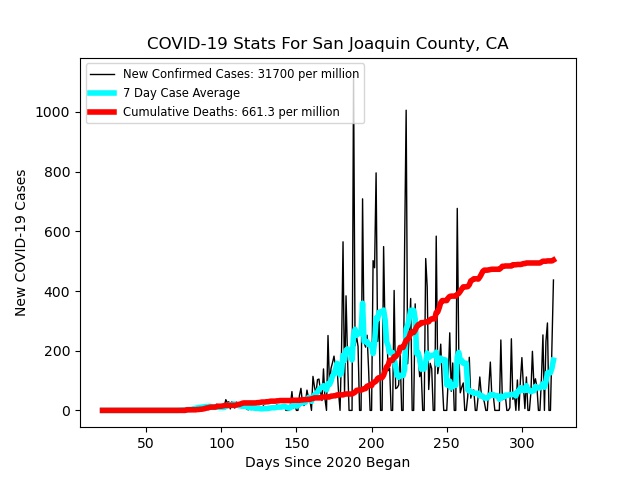 COVID-19 Stats For San Joaquin County, CA
New Confirmed Cases: 31700 per million
7 Day Case Average
Cumulative Deaths: 661.3 per million
New COVID-19 Cases
1000
800
600
400
200
0
50 100 150 200 250 300
Days Since 2020 Began